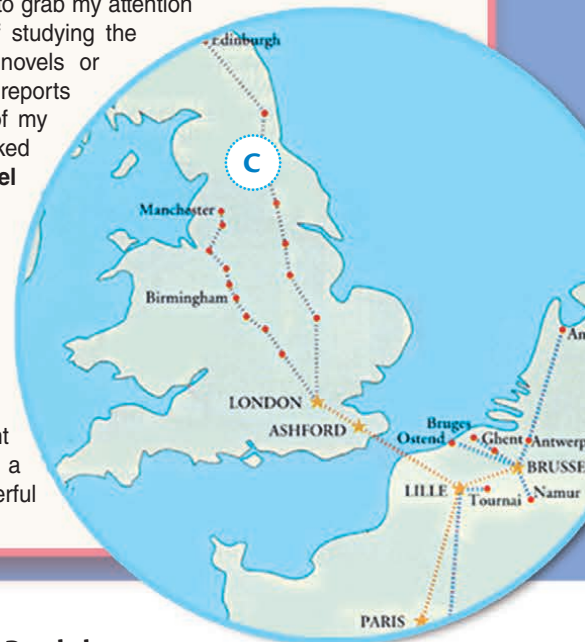 to grab my attention
studying the
novels or
reports
of my
ked
el
a
erful
Edinburgh
C
Manchester
Birmingham
LONDON
ASHFORD
Bruges
Ostend
Ghent
Antwerp
An
BRUSSE
LILLE
Tournai
Namur
PARIS